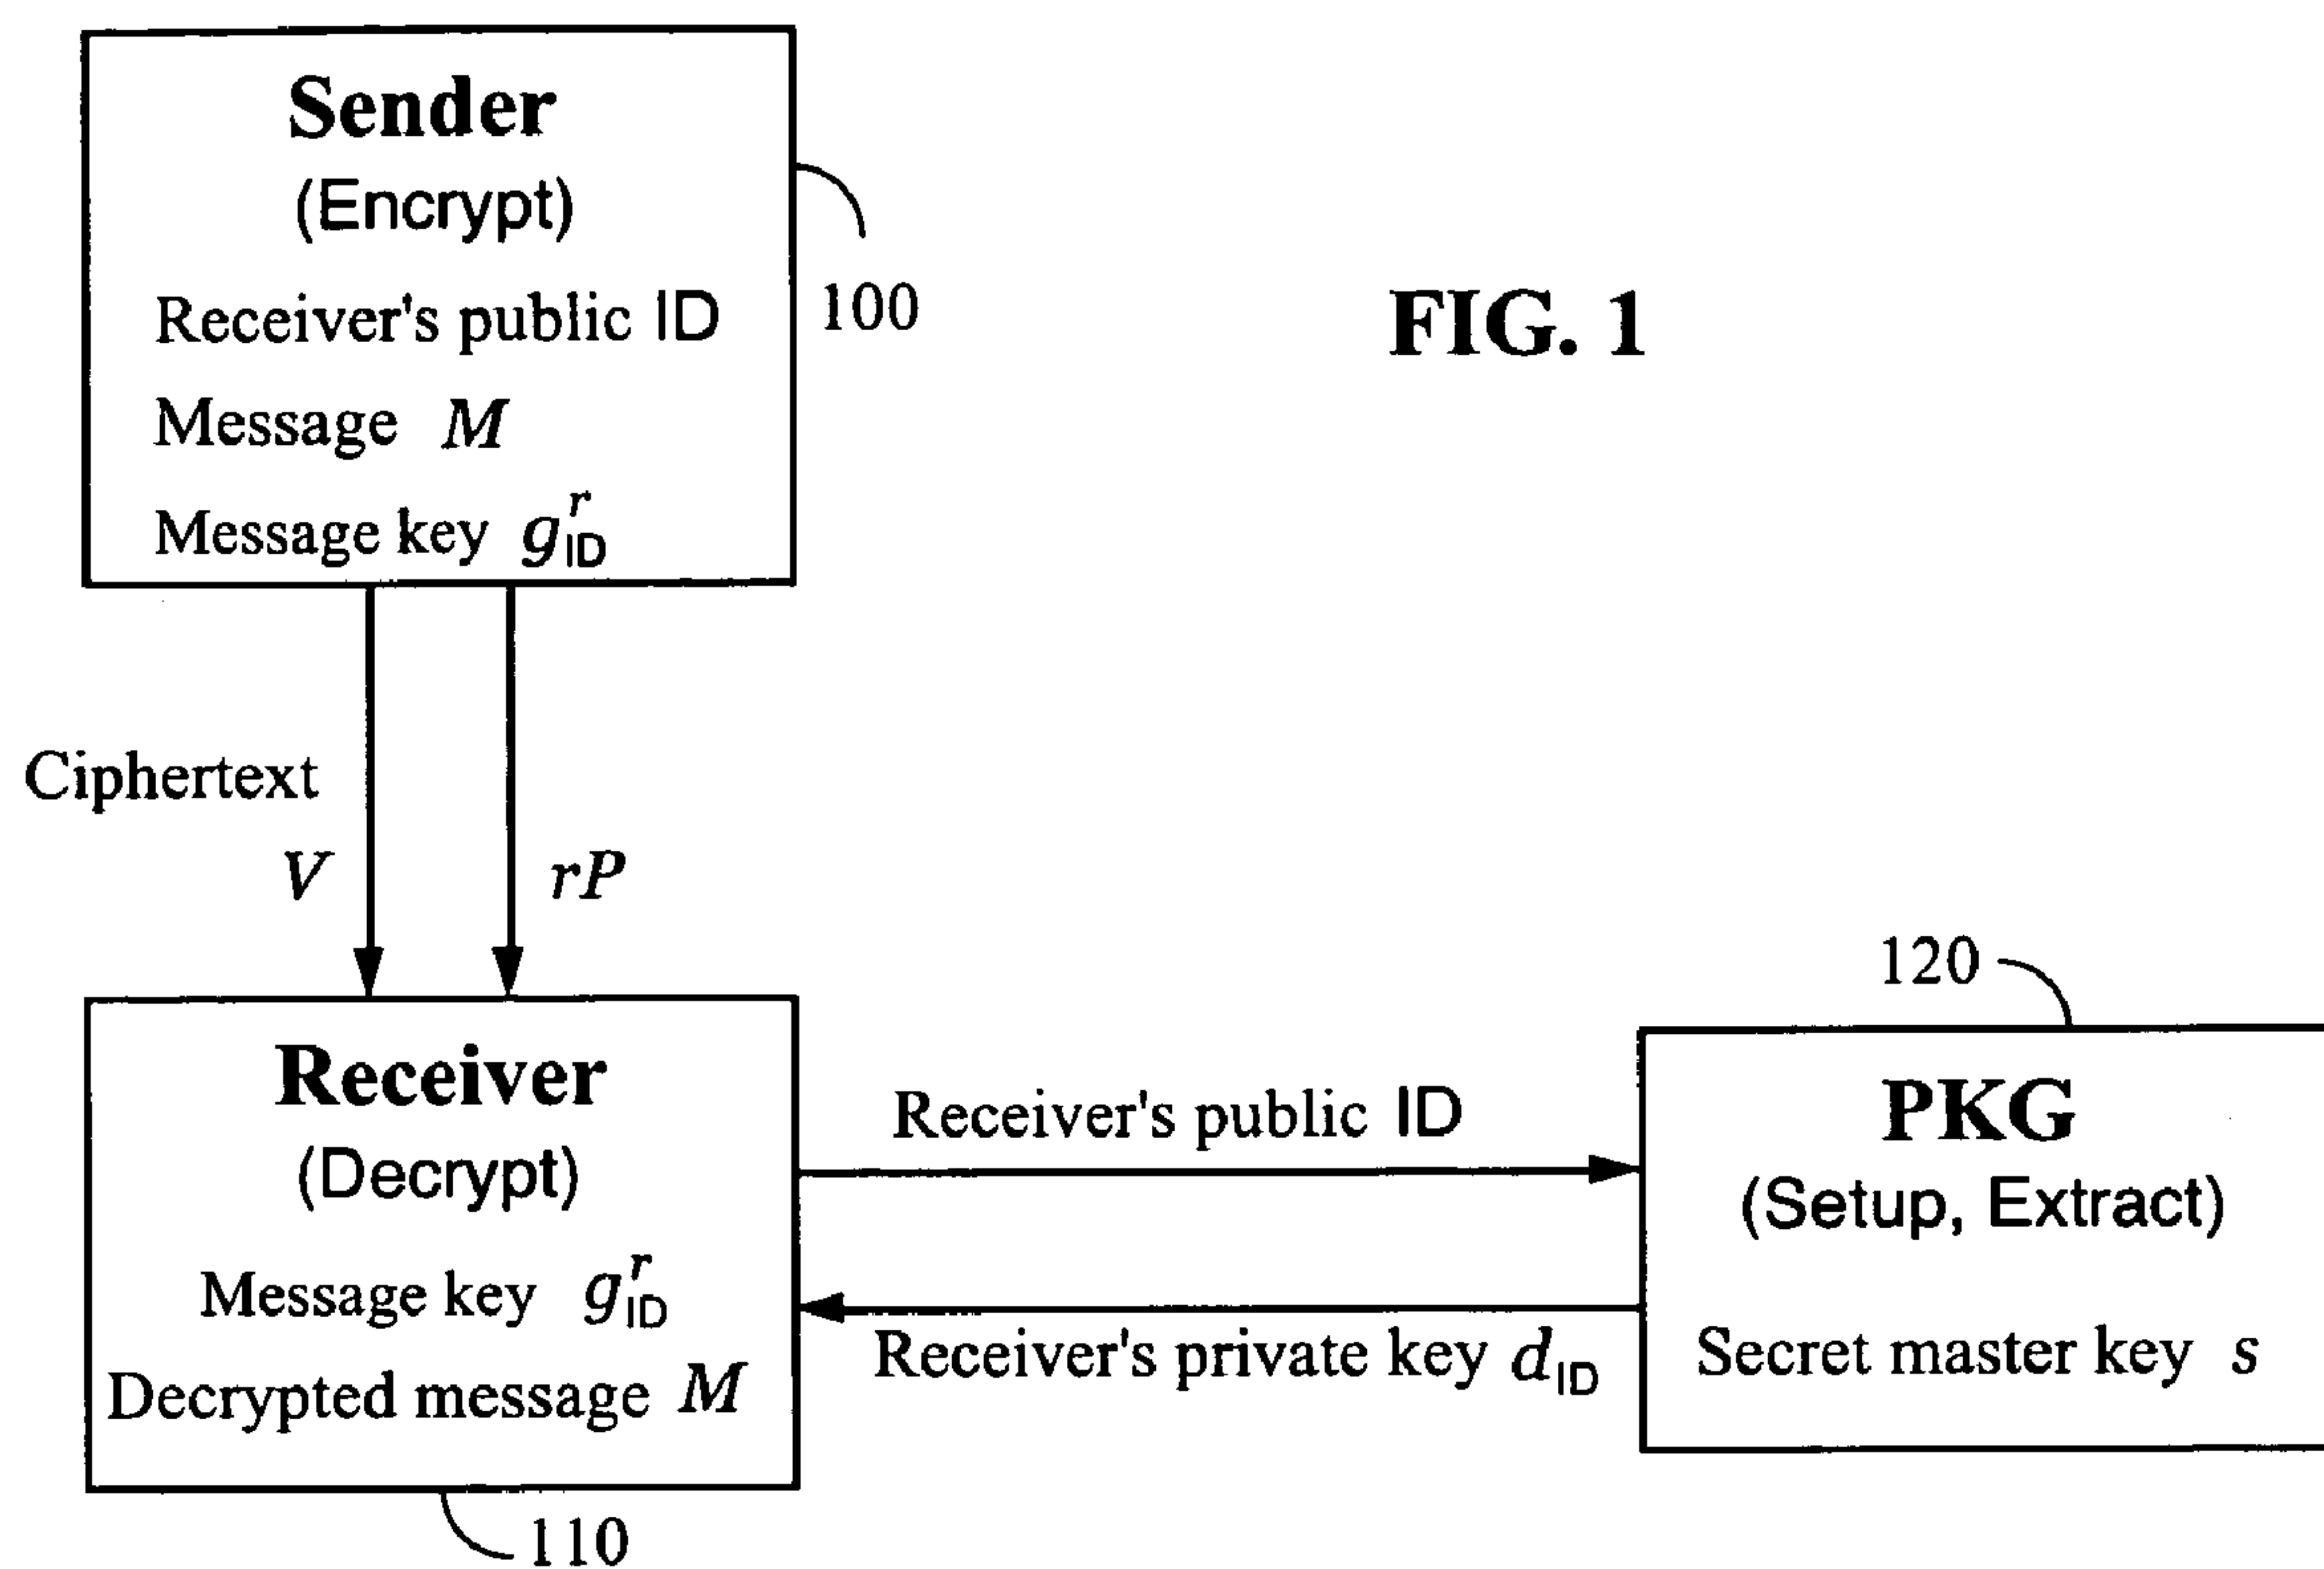 Sender
(Encrypt)
Receiver's public ID
Message M
Message key g^r_ID
100
FIG. 1
Ciphertext
V
rP
Receiver
(Decrypt)
Message key g^r_ID
Decrypted message M
110
Receiver's public ID
Receiver's private key d_ID
120
PKG
(Setup, Extract)
Secret master key s